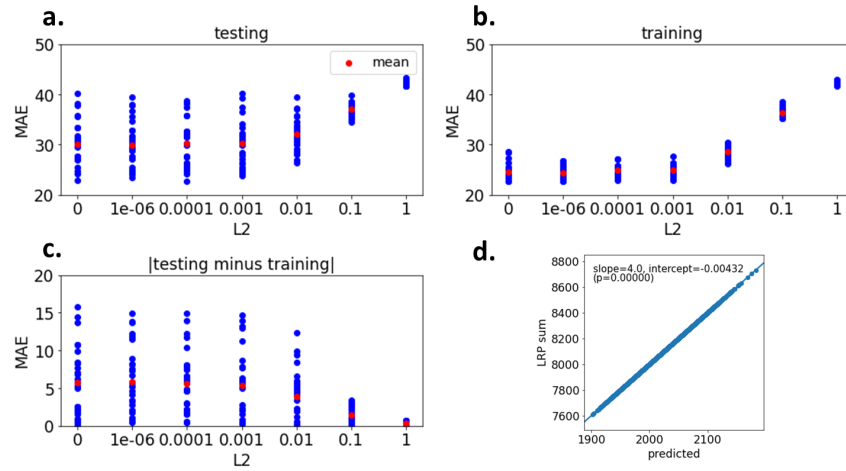 a.
testing
50
40
30
20
MAE
mean
0 1e-06 0.0001 0.001 0.01 0.1 1
L2
b.
training
50
40
30
20
MAE
0 1e-06 0.0001 0.001 0.01 0.1 1
L2
c.
|testing minus training|
20
15
10
5
0
MAE
0 1e-06 0.0001 0.001 0.01 0.1 1
L2
d.
8800
8600
8400
8200
8000
7800
7600
LRP sum
slope=4.0, intercept=-0.00432
(p=0.00000)
1900 2000 2100
predicted